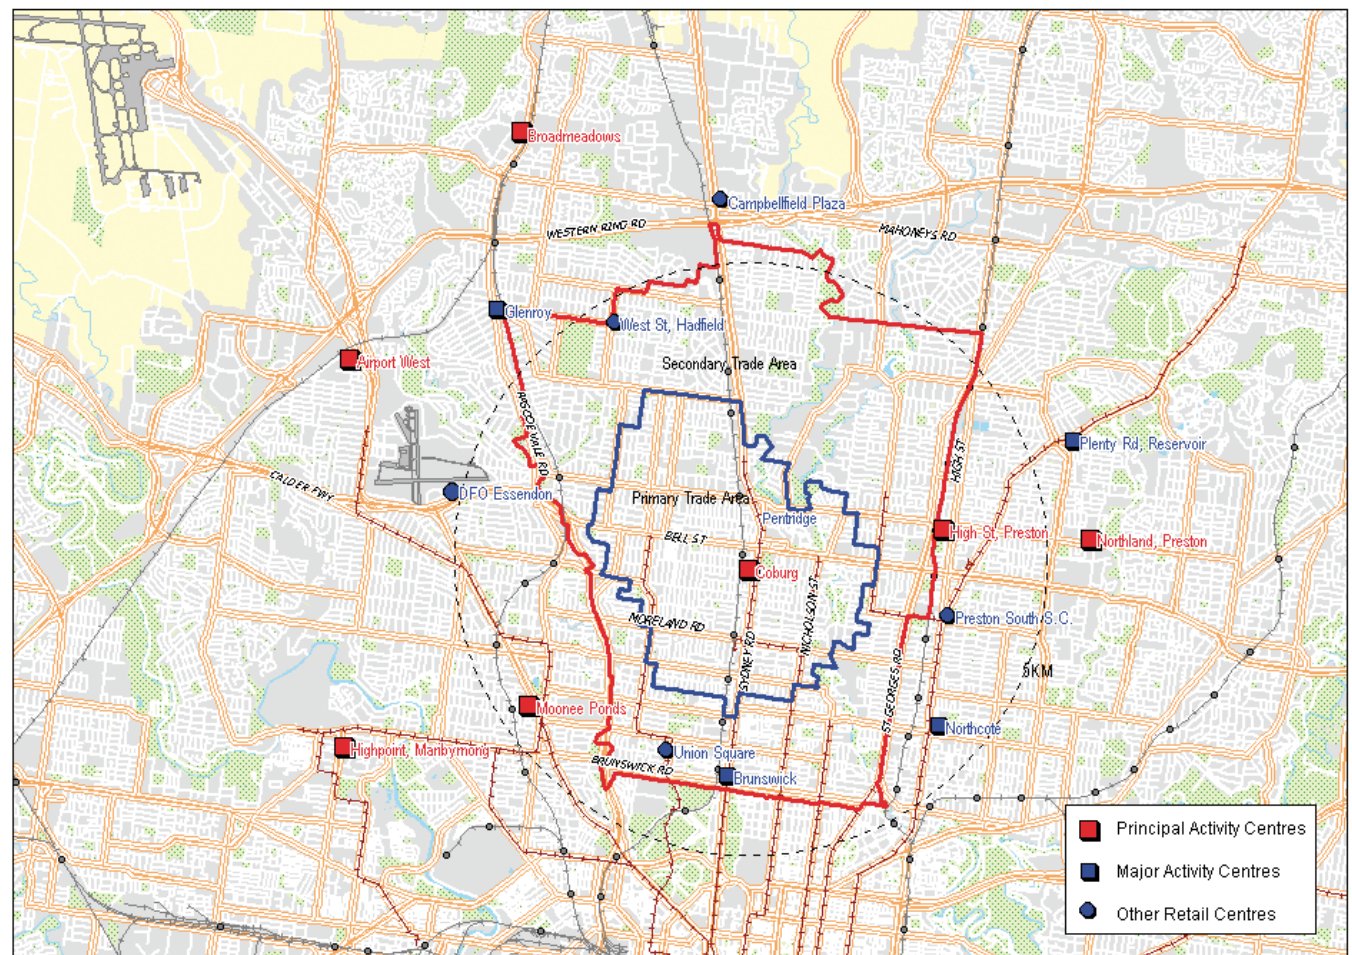 Broadmeadows
Campbellfield Plaza
WESTERN RING RD
MAHONEYS RD
Glenroy
West St, Hadfield
Airport West
Secondary Trade Area
PASCOE VALE RD
HIGH ST
Plenty Rd, Reservoir
CALDER FWY
DFO Essendon
Primary Trade Area
Pentridge
BELL ST
High St, Preston
Northland, Preston
Coburg
NICHOLSON ST
MORELAND RD
Preston South S.C.
SYDNEY RD
ST GEORGES RD
5KM
Moonee Ponds
Northcote
Highpoint, Maribyrnong
Union Square
BRUNSWICK RD
Brunswick
Principal Activity Centres
Major Activity Centres
Other Retail Centres